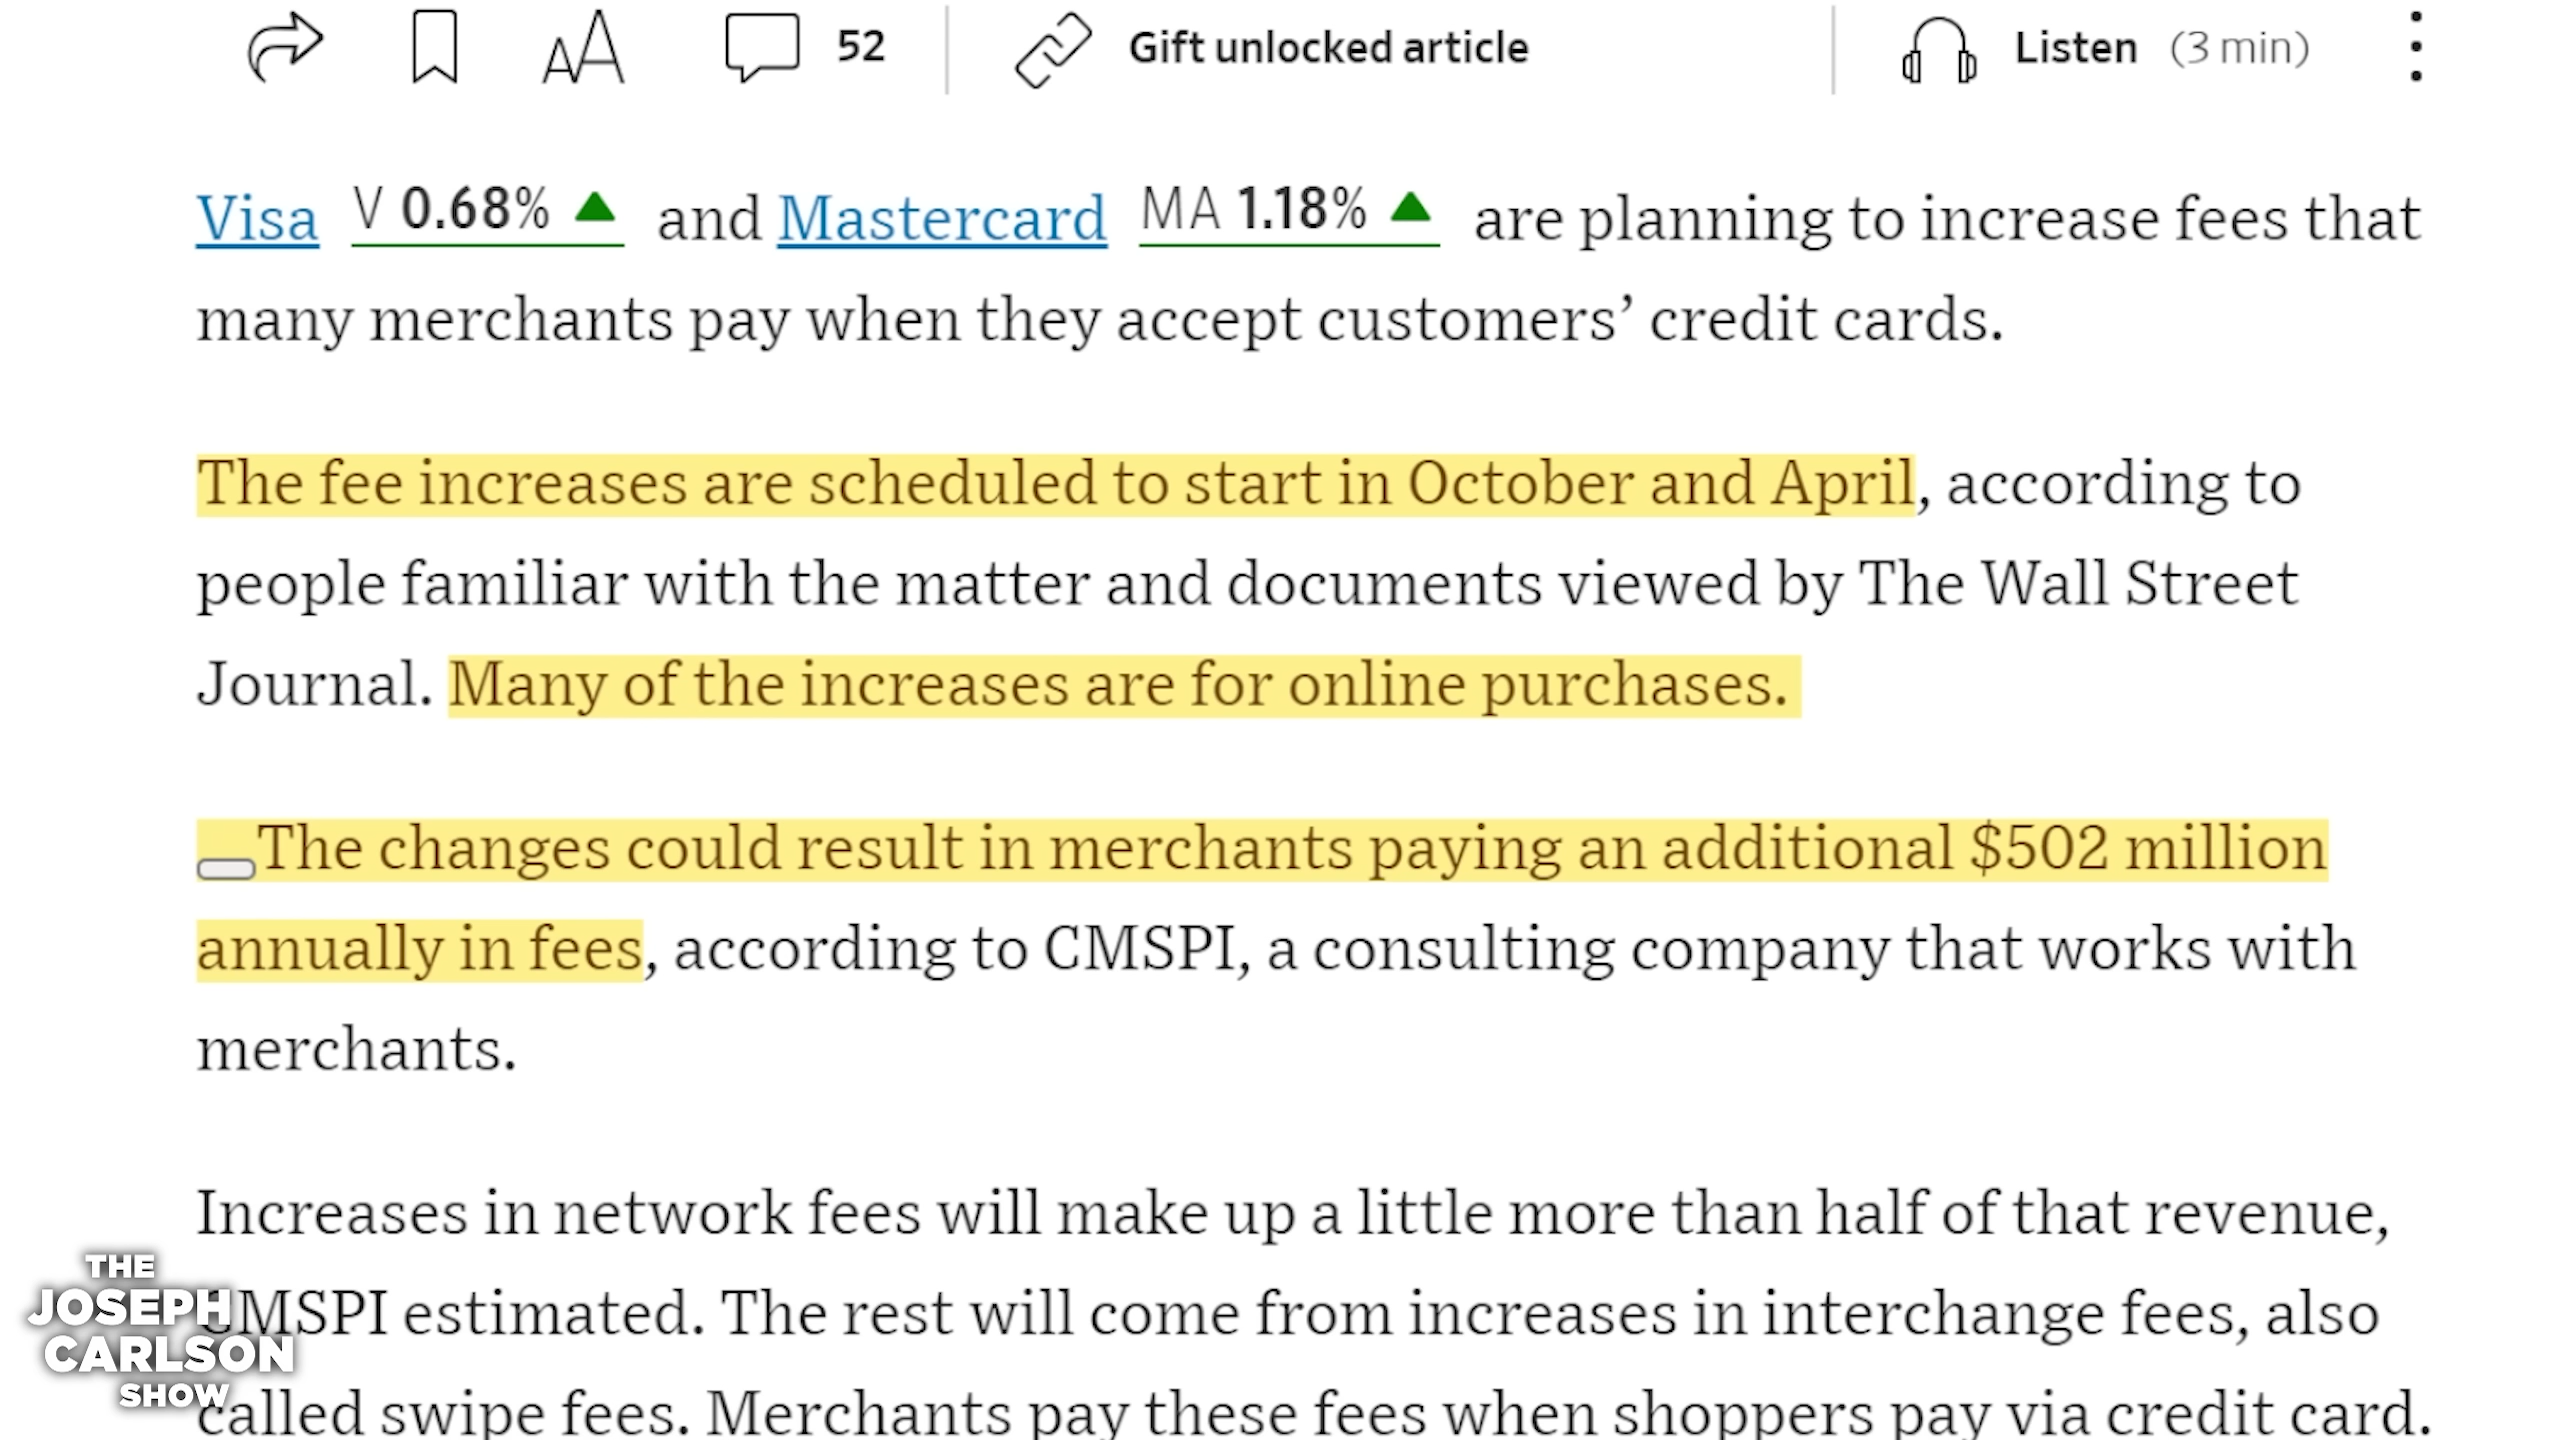 AA 52 Gift unlocked article Listen (3 min)
Visa V 0.68% and Mastercard MA 1.18% are planning to increase fees that
many merchants pay when they accept customers’ credit cards.
The fee increases are scheduled to start in October and April, according to
people familiar with the matter and documents viewed by The Wall Street
Journal. Many of the increases are for online purchases.
The changes could result in merchants paying an additional $502 million
annually in fees, according to CMSPI, a consulting company that works with
merchants.
Increases in network fees will make up a little more than half of that revenue,
CMSPI estimated. The rest will come from increases in interchange fees, also
called swipe fees. Merchants pay these fees when shoppers pay via credit card.
THE
JOSEPH
CARLSON
SHOW